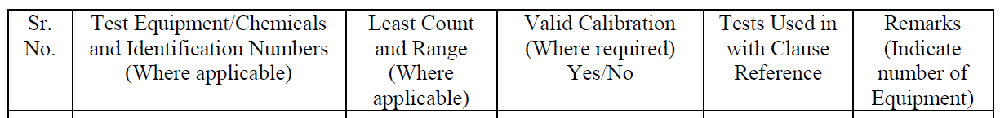 Sr.
No.
Test Equipment/Chemicals
and Identification Numbers
(Where applicable)
Least Count
and Range
(Where
applicable)
Valid Calibration
(Where required)
Yes/No
Tests Used in
with Clause
Reference
Remarks
(Indicate
number of
Equipment)